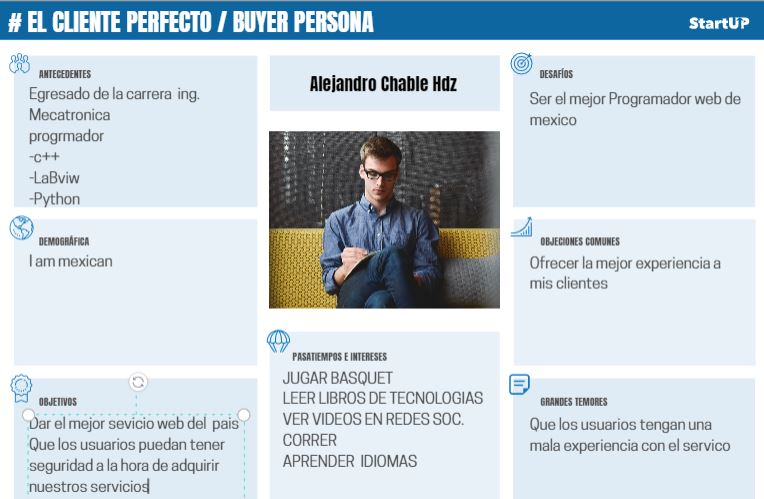 # EL CLIENTE PERFECTO / BUYER PERSONA
StartUP
ANTECEDENTES
Egresado de la carrera ing.
Mecatronica
progrmador
-c++
-LaBviw
-Python
DEMOGRÁFICA
I am mexican
OBJETIVOS
Dar el mejor sevicio web del pais
Que los usuarios puedan tener
seguridad a la hora de adquirir
nuestros servicios
Alejandro Chable Hdz
PASATIEMPOS E INTERESES
JUGAR BASQUET
LEER LIBROS DE TECNOLOGIAS
VER VIDEOS EN REDES SOC.
CORRER
APRENDER IDIOMAS
DESAFÍOS
Ser el mejor Programador web de
mexico
OBJECIONES COMUNES
Ofrecer la mejor experiencia a
mis clientes
GRANDES TEMORES
Que los usuarios tengan una
mala experiencia con el servico